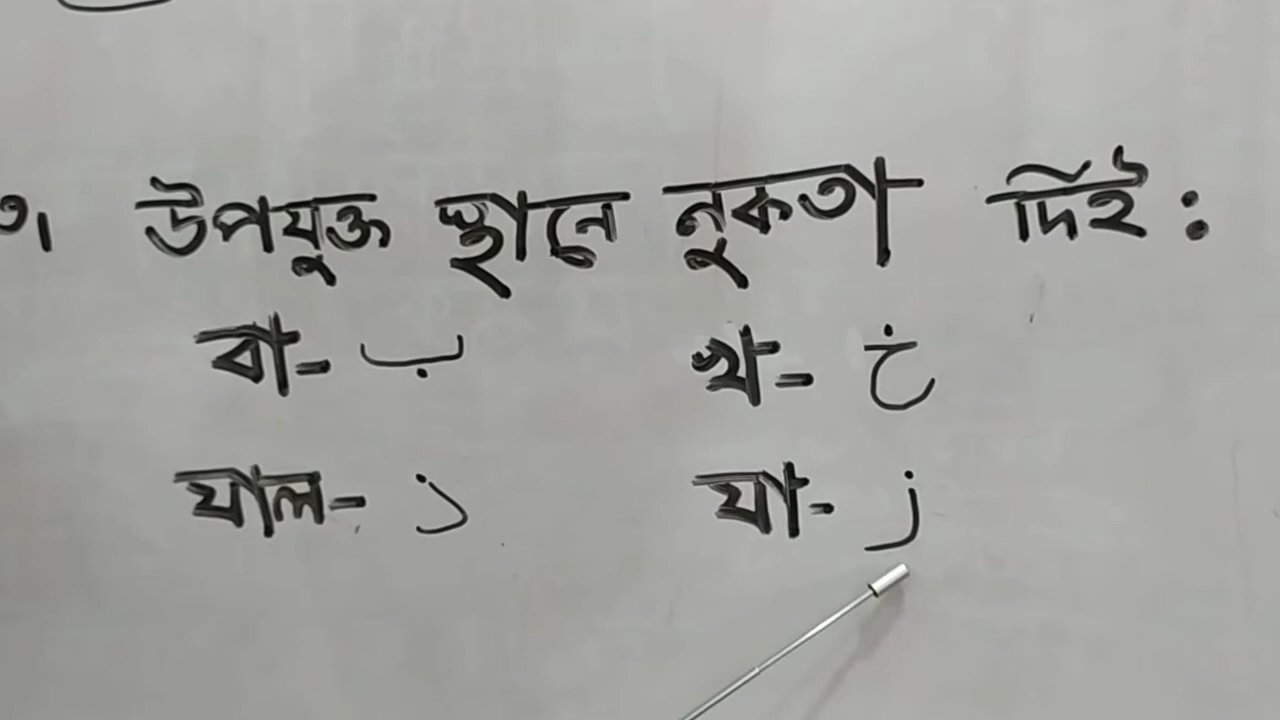 ৩। উপযুক্ত স্থানে নুকতা দিই :
বা- ب খ- خ
যাল- ذ যা- ز